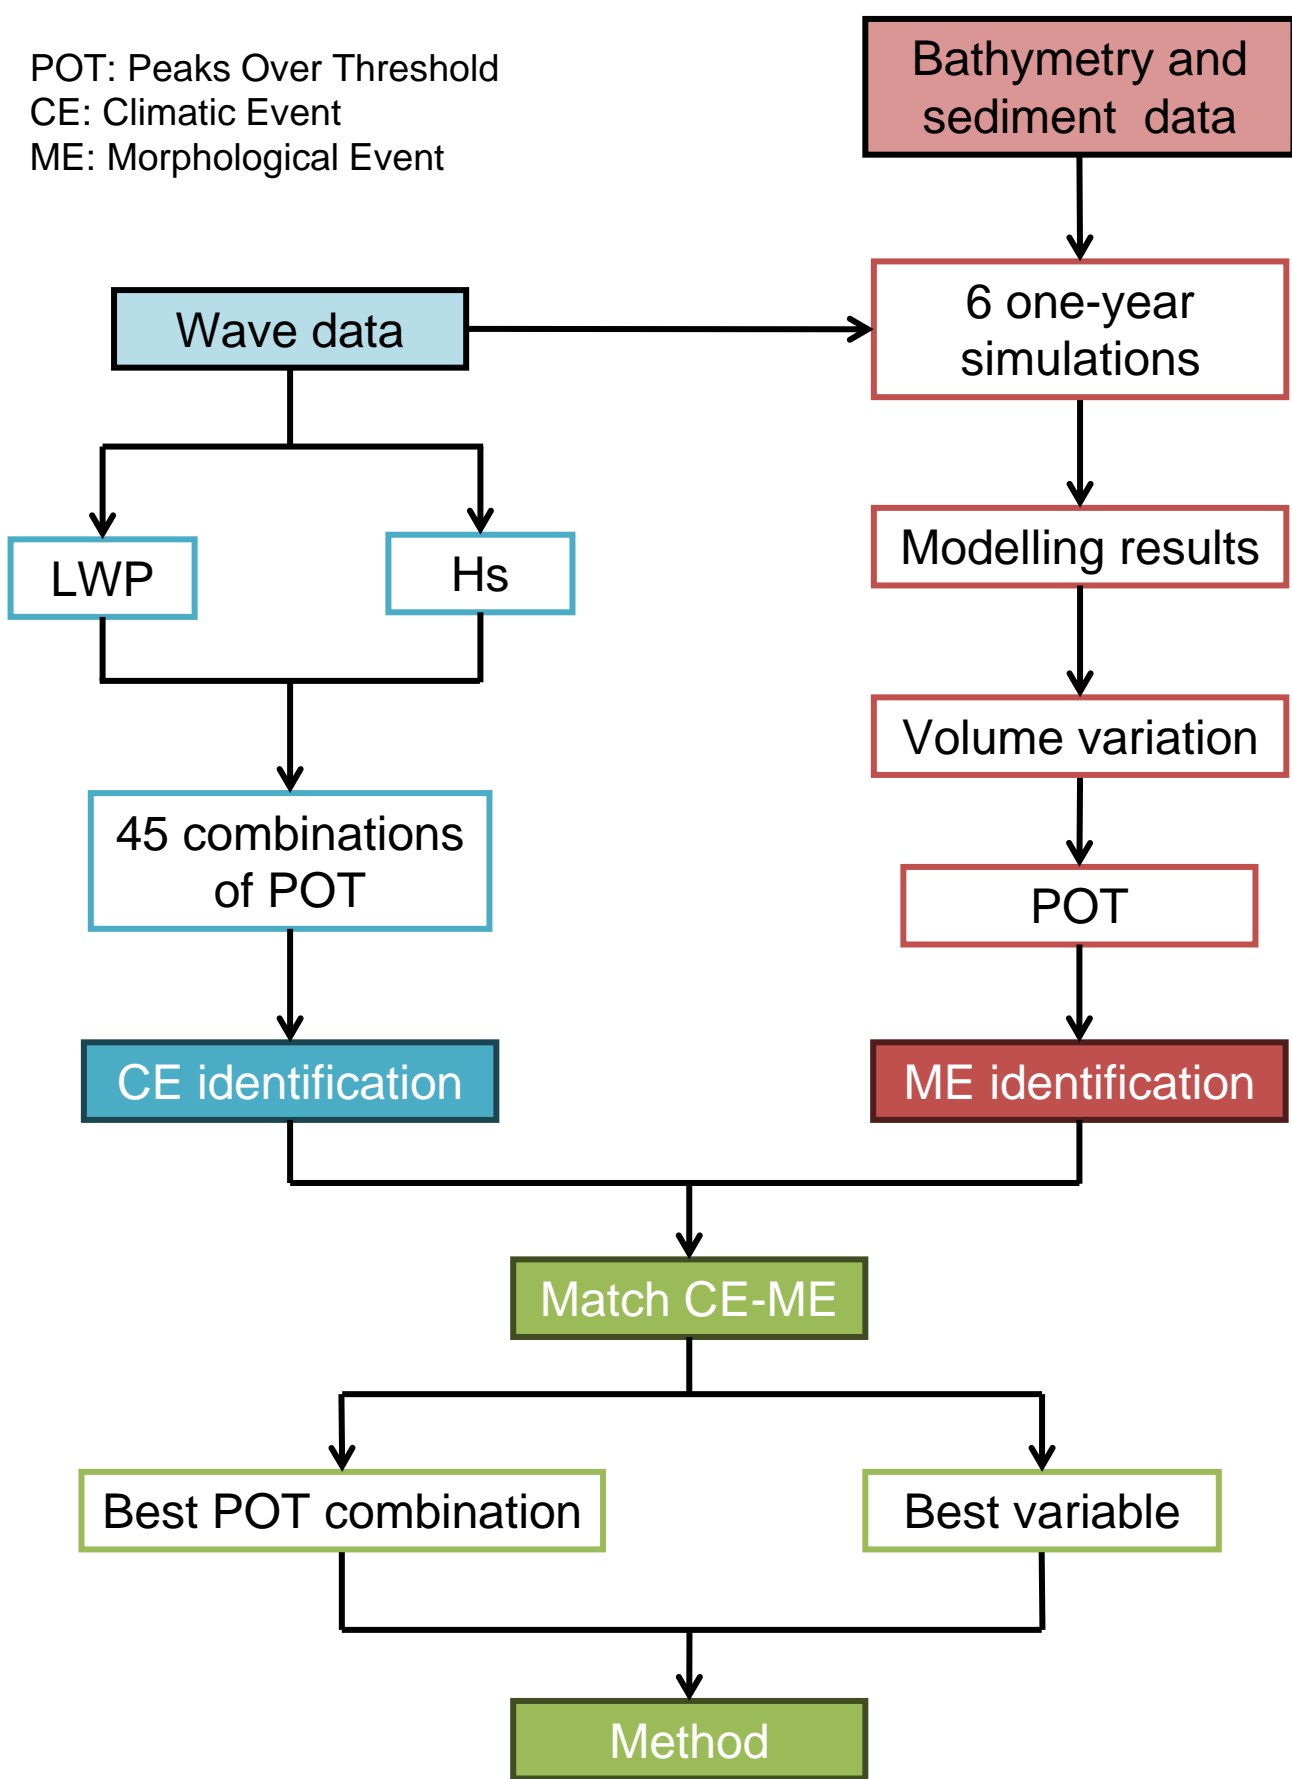 POT: Peaks Over Threshold
CE: Climatic Event
ME: Morphological Event
Bathymetry and
sediment data
Wave data
6 one-year
simulations
LWP
Hs
Modelling results
Volume variation
45 combinations
of POT
POT
CE identification
ME identification
Match CE-ME
Best POT combination
Best variable
Method